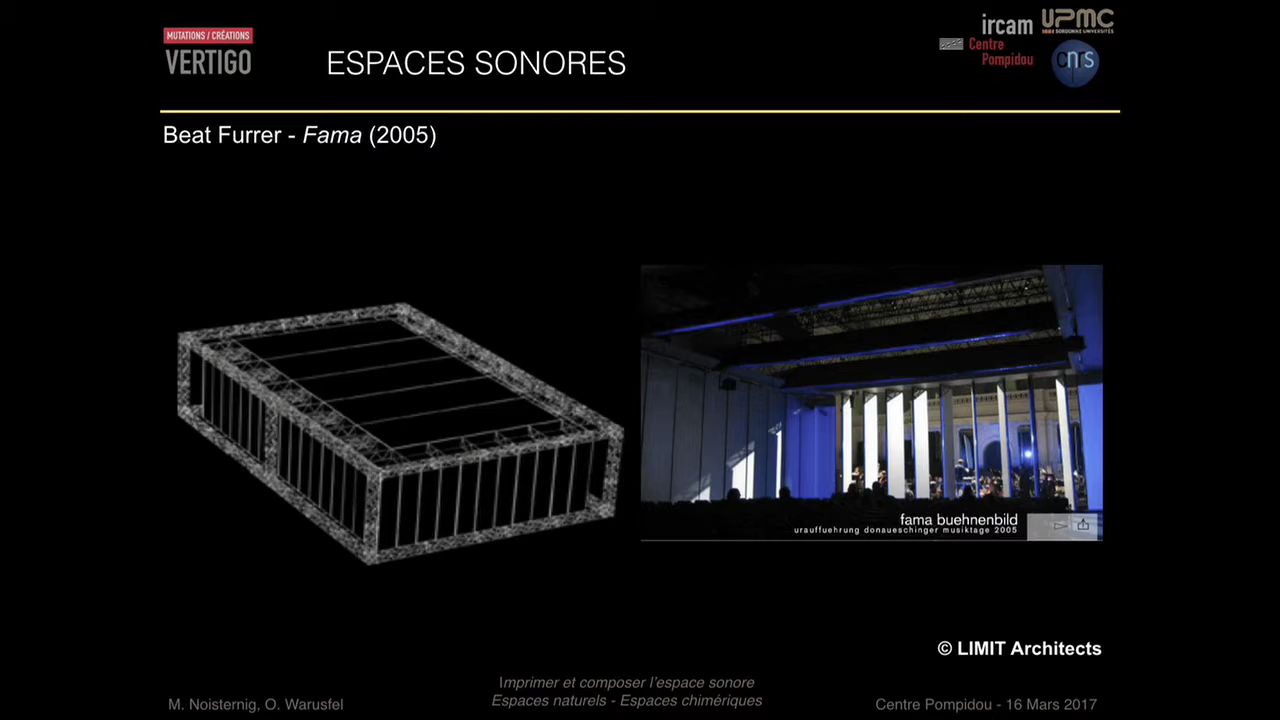 MUTATIONS / CRÉATIONS
VERTIGO
ESPACES SONORES
ircam
Centre
Pompidou
UPMC
SORBONNE UNIVERSITÉS
cnrs
Beat Furrer - Fama (2005)
fama buehnenbild
urauffuehrung donaueschinger musiktage 2005
© LIMIT Architects
M. Noisternig, O. Warusfel
Imprimer et composer l'espace sonore
Espaces naturels - Espaces chimériques
Centre Pompidou - 16 Mars 2017